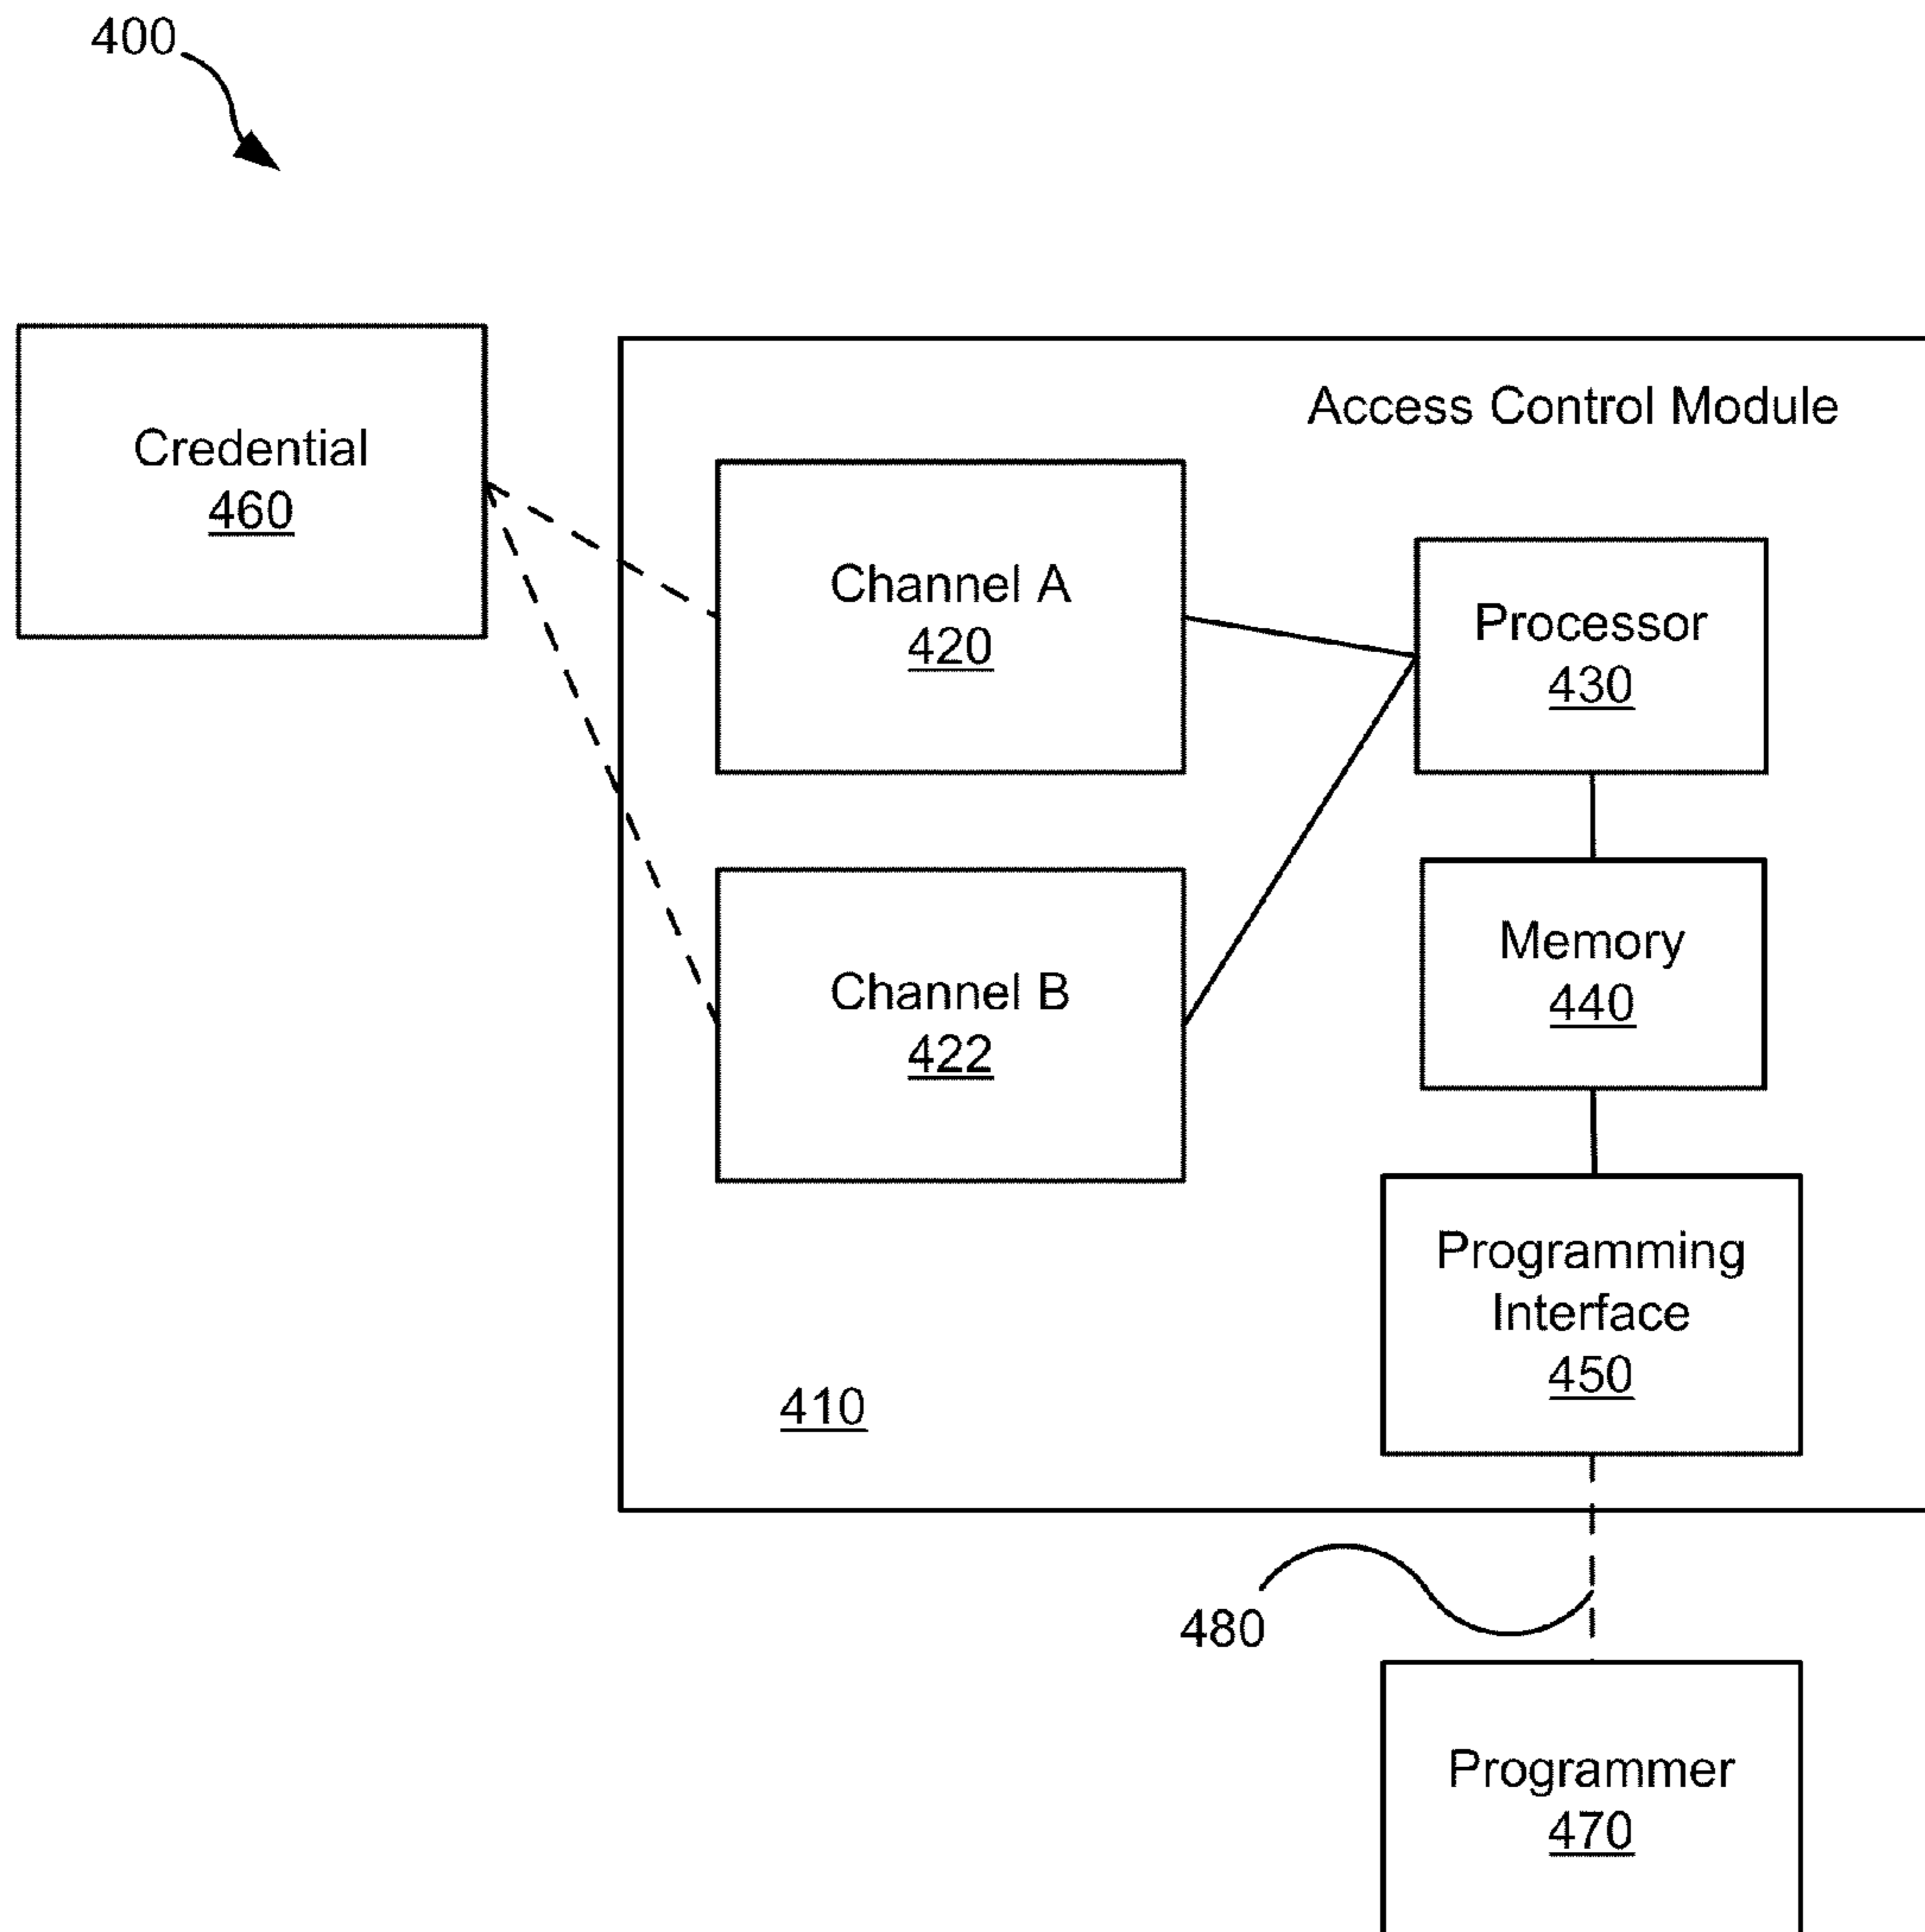 400
Credential
460
Access Control Module
Channel A
420
Processor
430
Memory
440
Channel B
422
Programming
Interface
450
410
480
Programmer
470